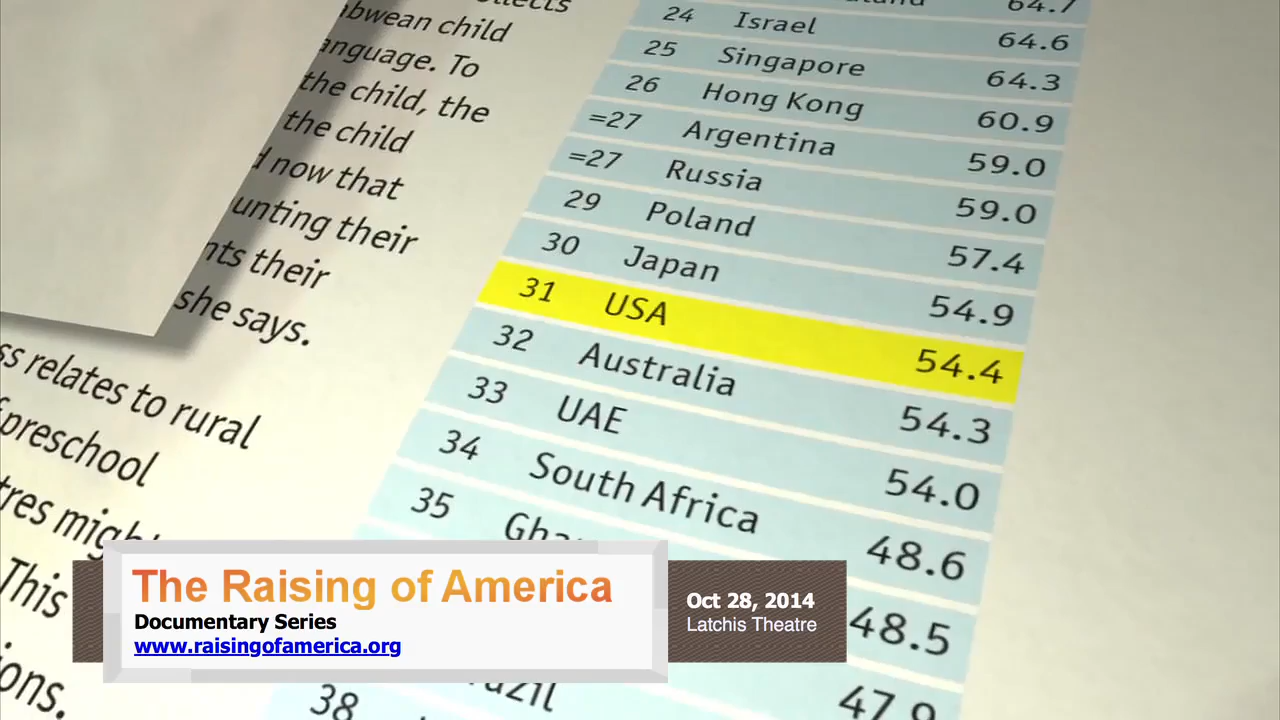 bwean child
anguage. To
the child, the
the child
now that
unting their
nts their
she says.
ss relates to rural
preschool
tres
This
ons.
64.7
24 Israel 64.6
25 Singapore 64.3
26 Hong Kong 60.9
=27 Argentina 59.0
=27 Russia 59.0
29 Poland 57.4
30 Japan 54.9
31 USA 54.4
32 Australia 54.3
33 UAE 54.0
34 South Africa 48.6
35 48.5
47.9
38
The Raising of America
Documentary Series
www.raisingofamerica.org
Oct 28, 2014
Latchis Theatre